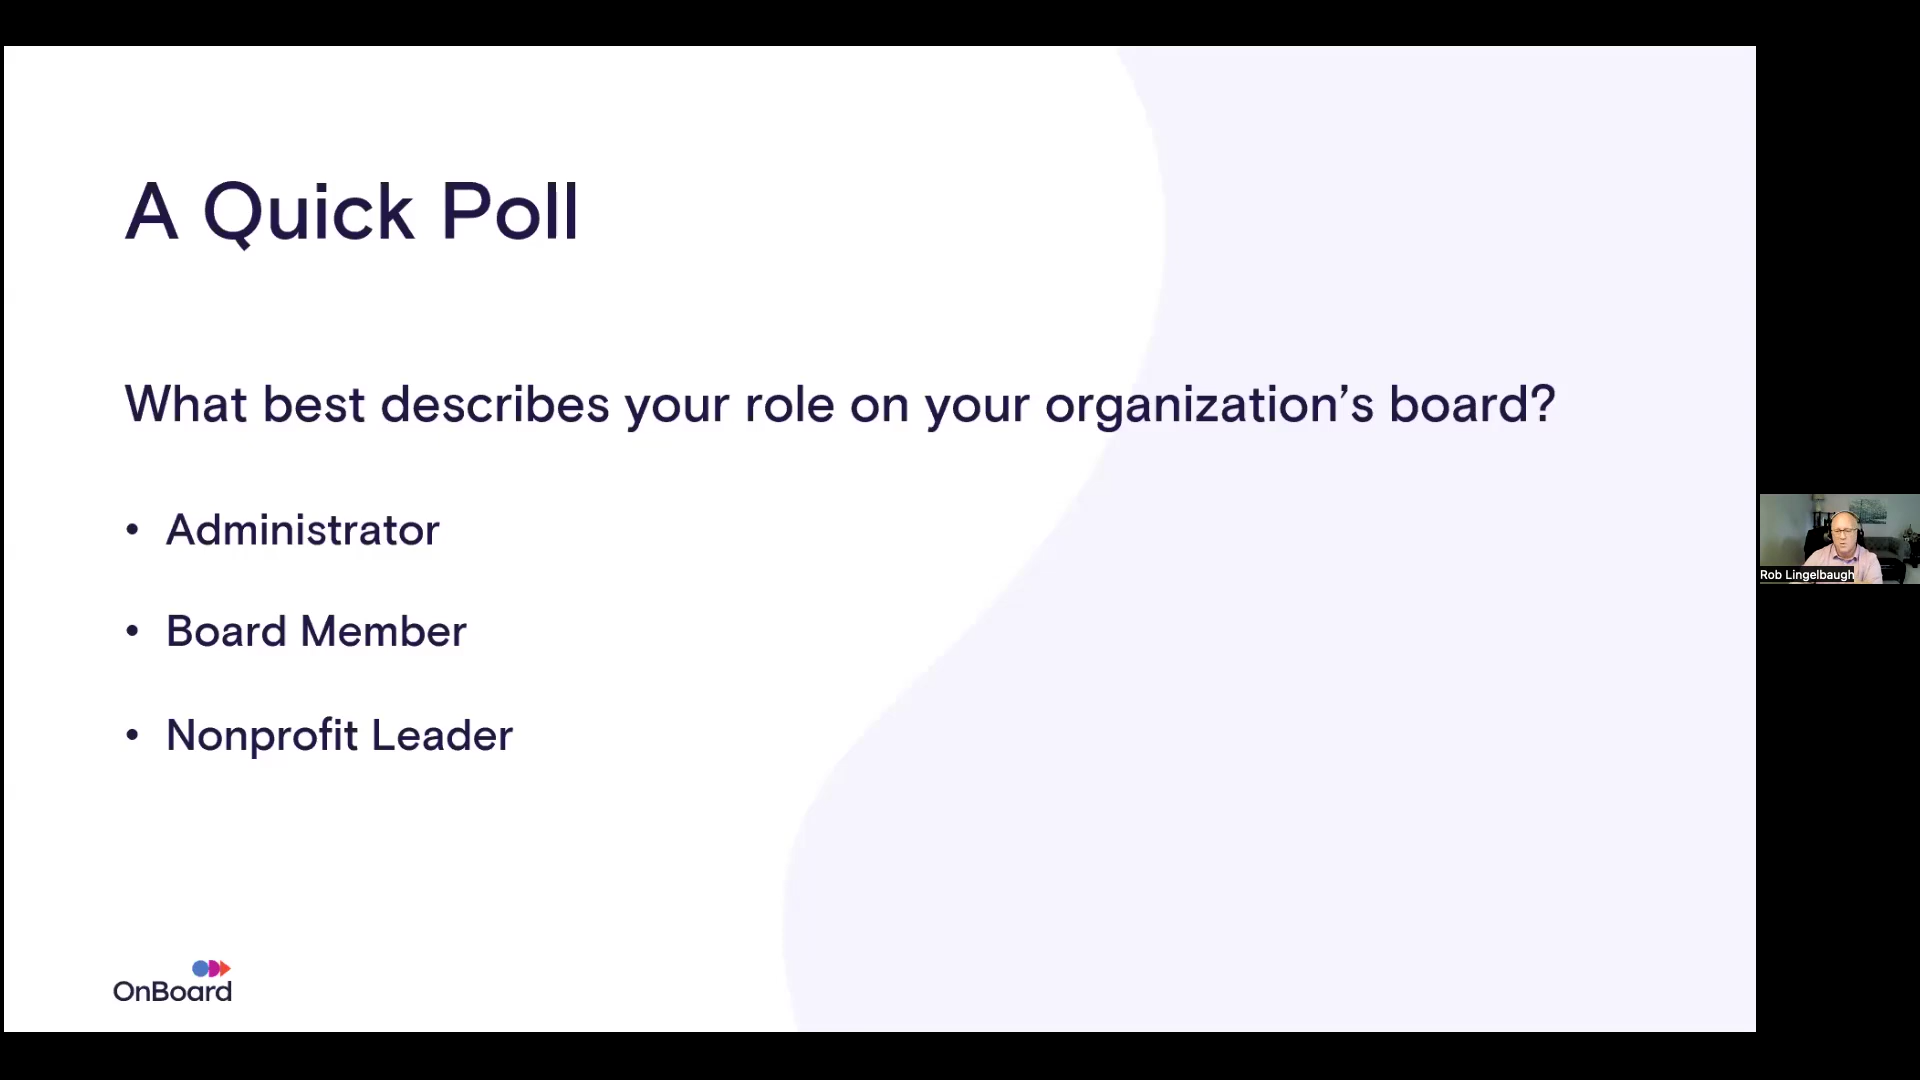 A Quick Poll
What best describes your role on your organization’s board?
• Administrator
• Board Member
• Nonprofit Leader
OnBoard
Rob Lingelbaugh